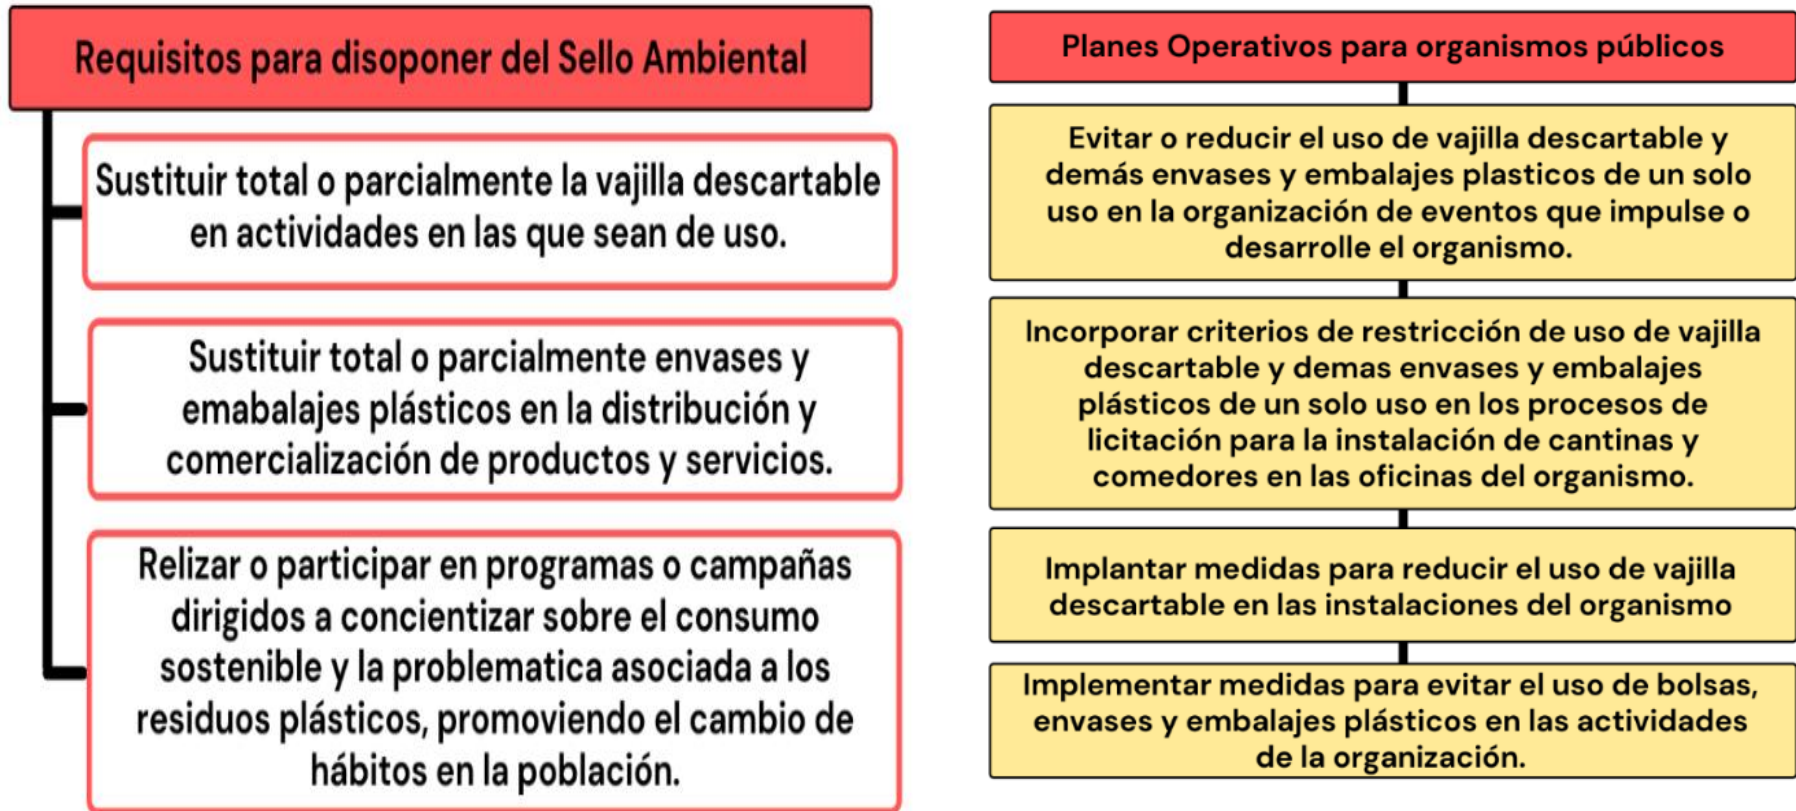 Requisitos para disoponer del Sello Ambiental
Sustituir total o parcialmente la vajilla descartable
en actividades en las que sean de uso.
Sustituir total o parcialmente envases y
emabalajes plásticos en la distribución y
comercialización de productos y servicios.
Relizar o participar en programas o campañas
dirigidos a concientizar sobre el consumo
sostenible y la problematica asociada a los
residuos plásticos, promoviendo el cambio de
hábitos en la población.
Planes Operativos para organismos públicos
Evitar o reducir el uso de vajilla descartable y
demás envases y embalajes plasticos de un solo
uso en la organización de eventos que impulse o
desarrolle el organismo.
Incorporar criterios de restricción de uso de vajilla
descartable y demas envases y embalajes
plásticos de un solo uso en los procesos de
licitación para la instalación de cantinas y
comedores en las oficinas del organismo.
Implantar medidas para reducir el uso de vajilla
descartable en las instalaciones del organismo
Implementar medidas para evitar el uso de bolsas,
envases y embalajes plásticos en las actividades
de la organización.